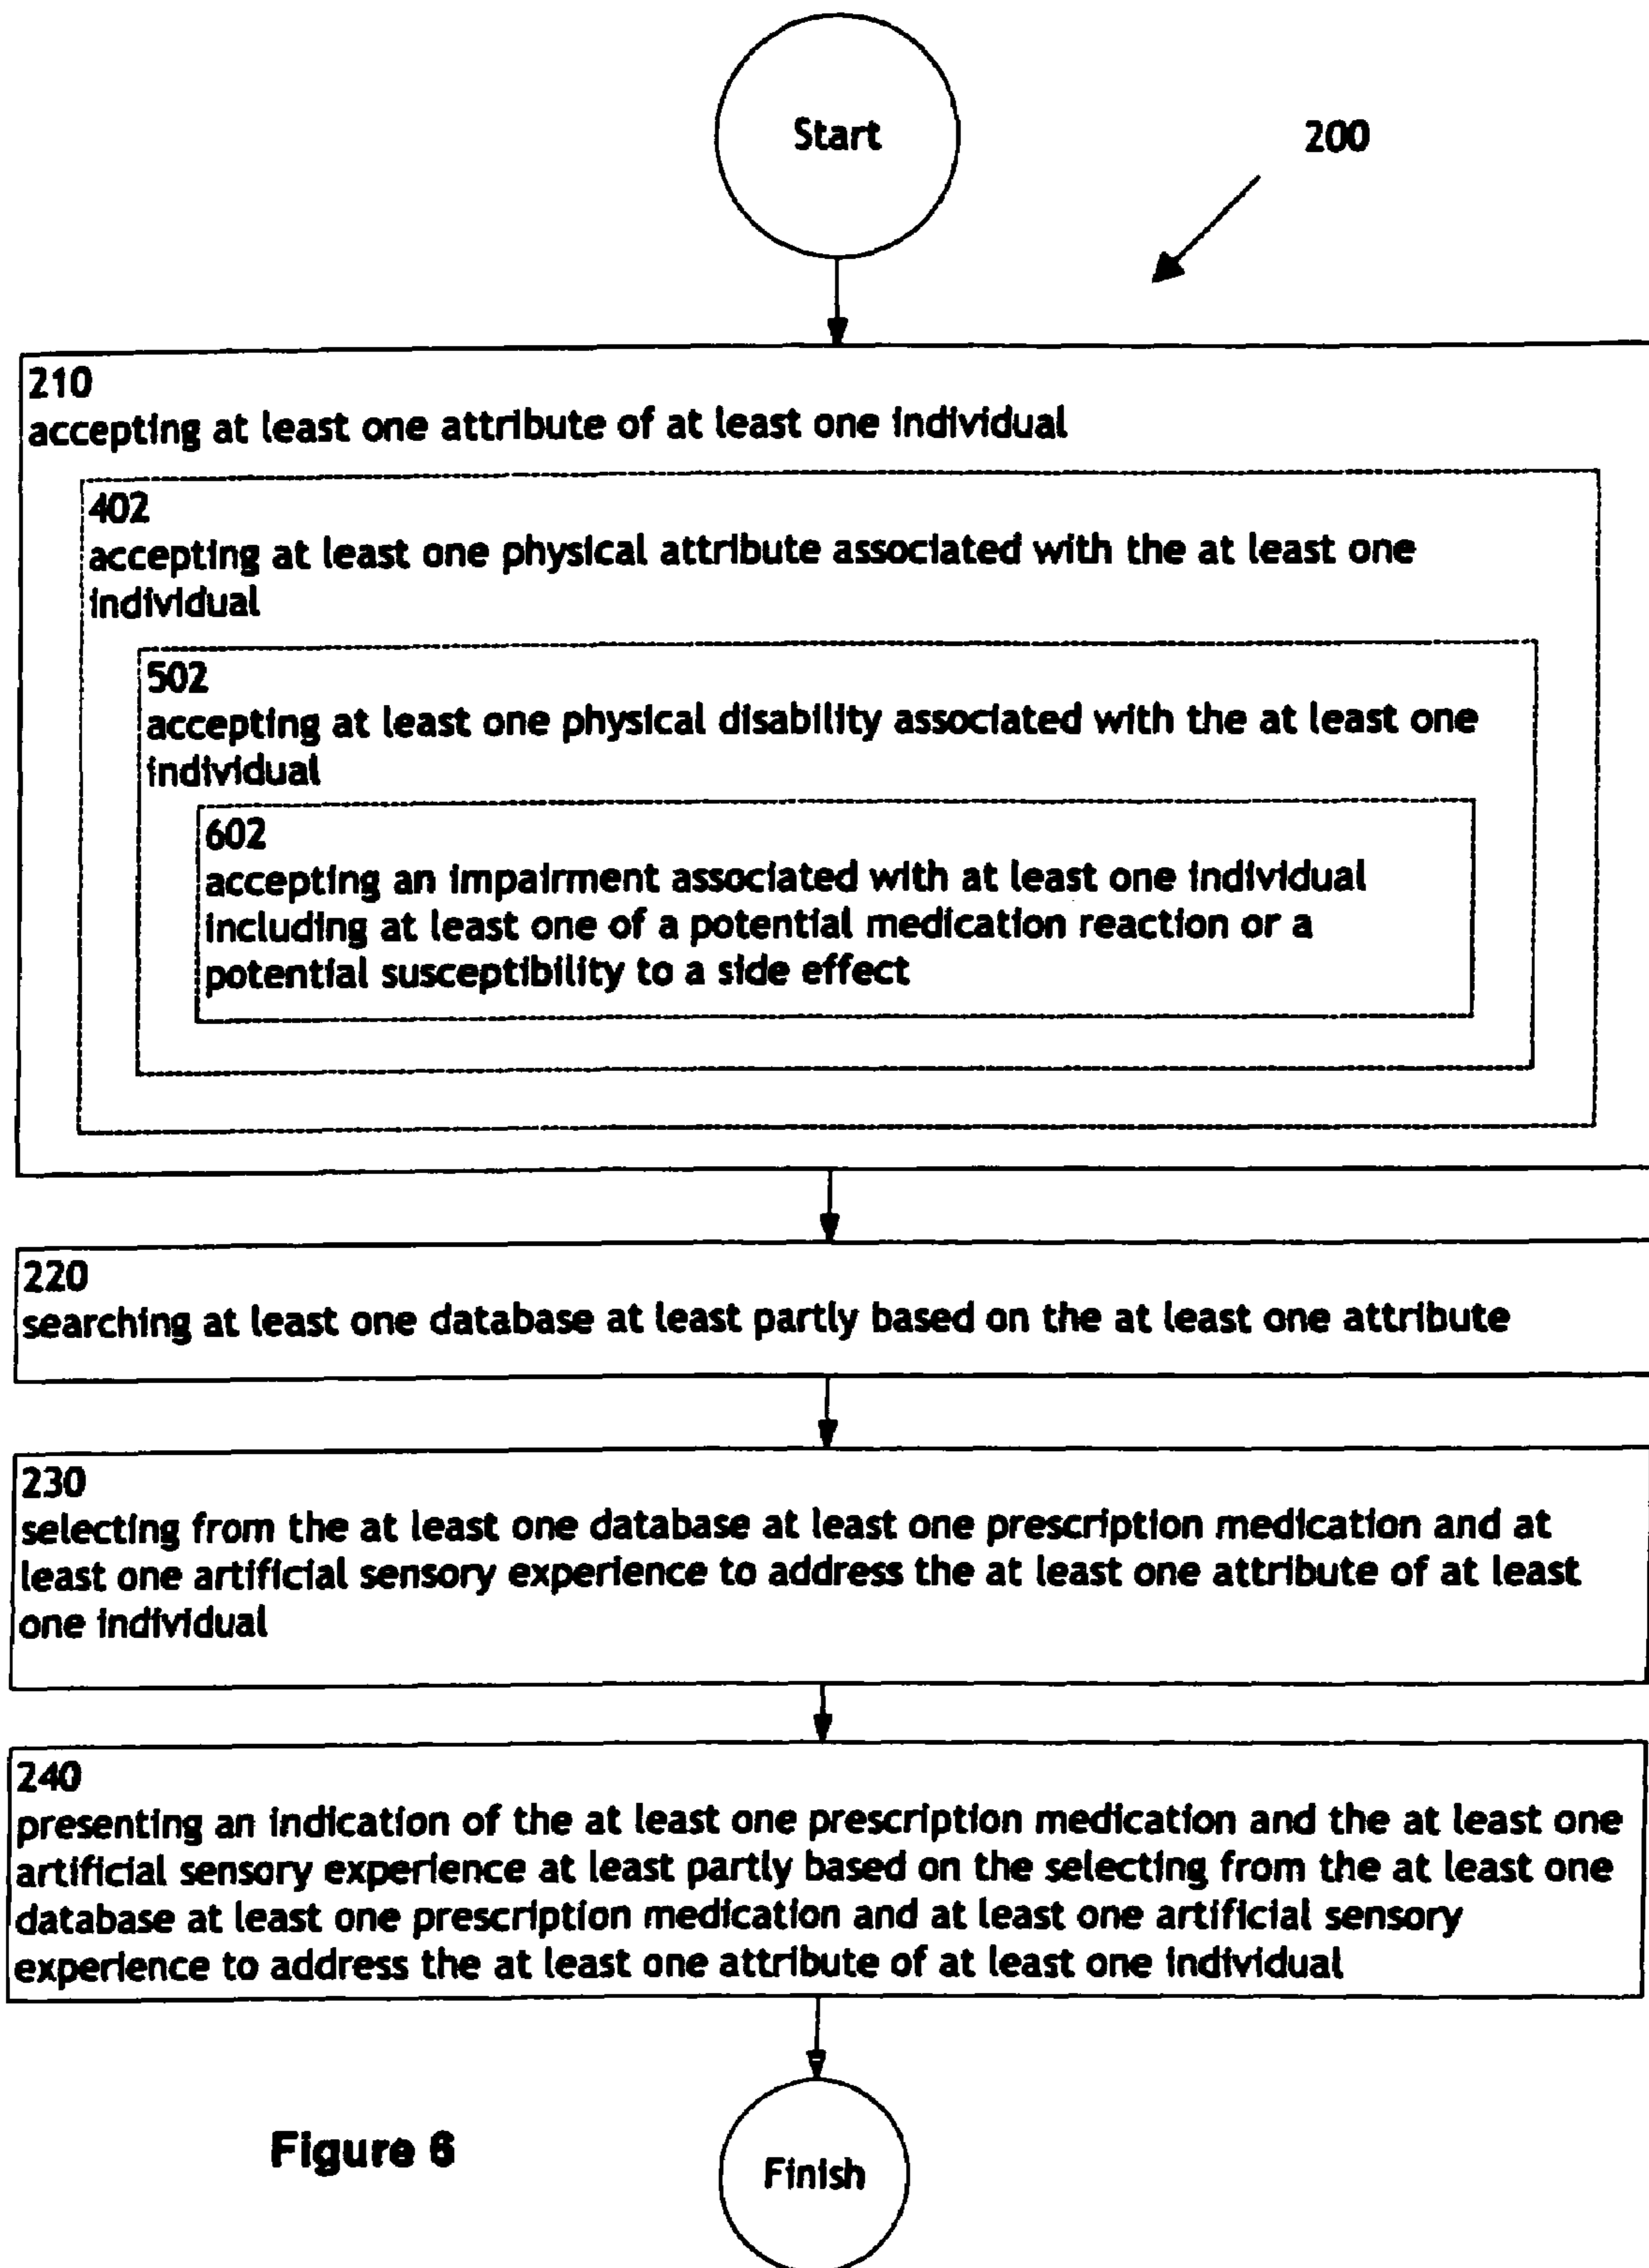 Start
200
210
accepting at least one attribute of at least one individual
402
accepting at least one physical attribute associated with the at least one
individual
502
accepting at least one physical disability associated with the at least one
individual
602
accepting an impairment associated with at least one individual
including at least one of a potential medication reaction or a
potential susceptibility to a side effect
220
searching at least one database at least partly based on the at least one attribute
230
selecting from the at least one database at least one prescription medication and at
least one artificial sensory experience to address the at least one attribute of at least
one individual
240
presenting an indication of the at least one prescription medication and the at least one
artificial sensory experience at least partly based on the selecting from the at least one
database at least one prescription medication and at least one artificial sensory
experience to address the at least one attribute of at least one individual
Figure 6
Finish